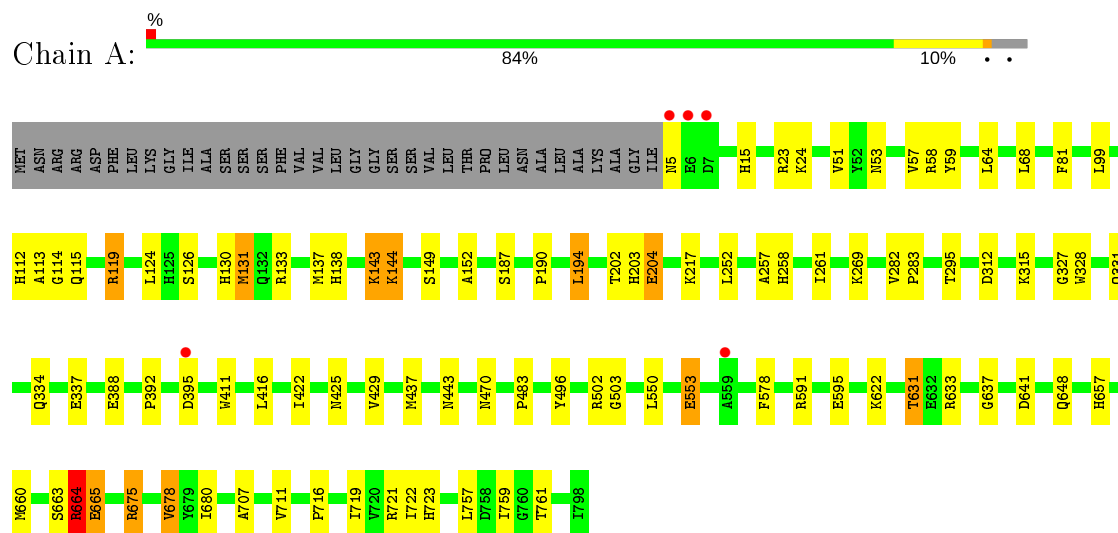 %
Chain A:
84% 10% • •
MET ASN ARG ARG ASP PHE LEU LYS GLY ILE ALA SER SER SER PHE VAL VAL LEU GLY GLY SER SER VAL LEU THR PRO LEU ASN ALA LEU ALA LYS ALA GLY ILE N5 E6 D7 H15 R23 K24 V51 Y52 N53 V57 R58 Y59 L64 L68 F81 L99
H112 A113 G114 Q115 R119 L124 H125 S126 H130 M131 Q132 R133 M137 H138 K143 K144 S149 A152 S187 P190 L194 T202 H203 E204 K217 L252 A257 H258 I261 K269 V282 P283 T295 D312 K315 G327 W328 Q331
Q334 E337 E388 P392 D395 W411 L416 I422 N425 V429 M437 N443 N470 P483 Y496 R502 G503 L550 E553 A559 F578 R591 E595 K622 T631 E632 R633 G637 D641 Q648 H657
M660 S663 R664 E665 R675 V678 Y679 I680 A707 V711 P716 I719 V720 R721 I722 H723 L757 D758 I759 G760 T761 I798